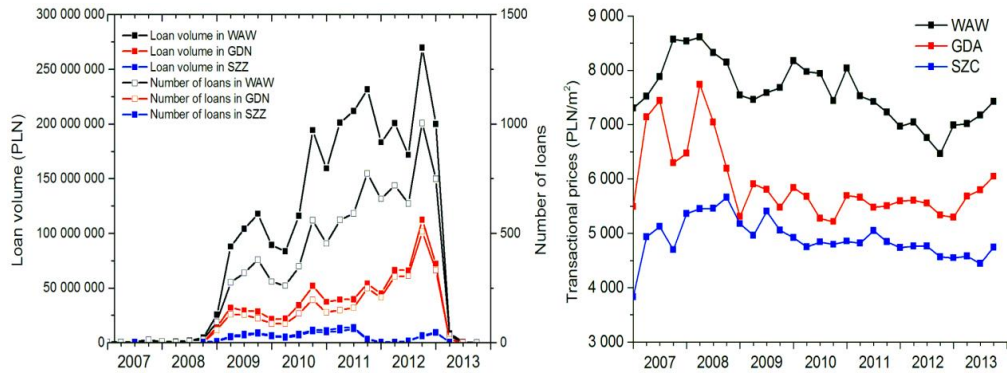 300 000 000
250 000 000
200 000 000
150 000 000
100 000 000
50 000 000
0
Loan volume (PLN)
Loan volume in WAW
Loan volume in GDN
Loan volume in SZZ
Number of loans in WAW
Number of loans in GDN
Number of loans in SZZ
1500
1000
500
0
Number of loans
2007 2008 2009 2010 2011 2012 2013
9 000
8 000
7 000
6 000
5 000
4 000
3 000
Transactional prices (PLN/m²)
WAW
GDA
SZC
2007 2008 2009 2010 2011 2012 2013